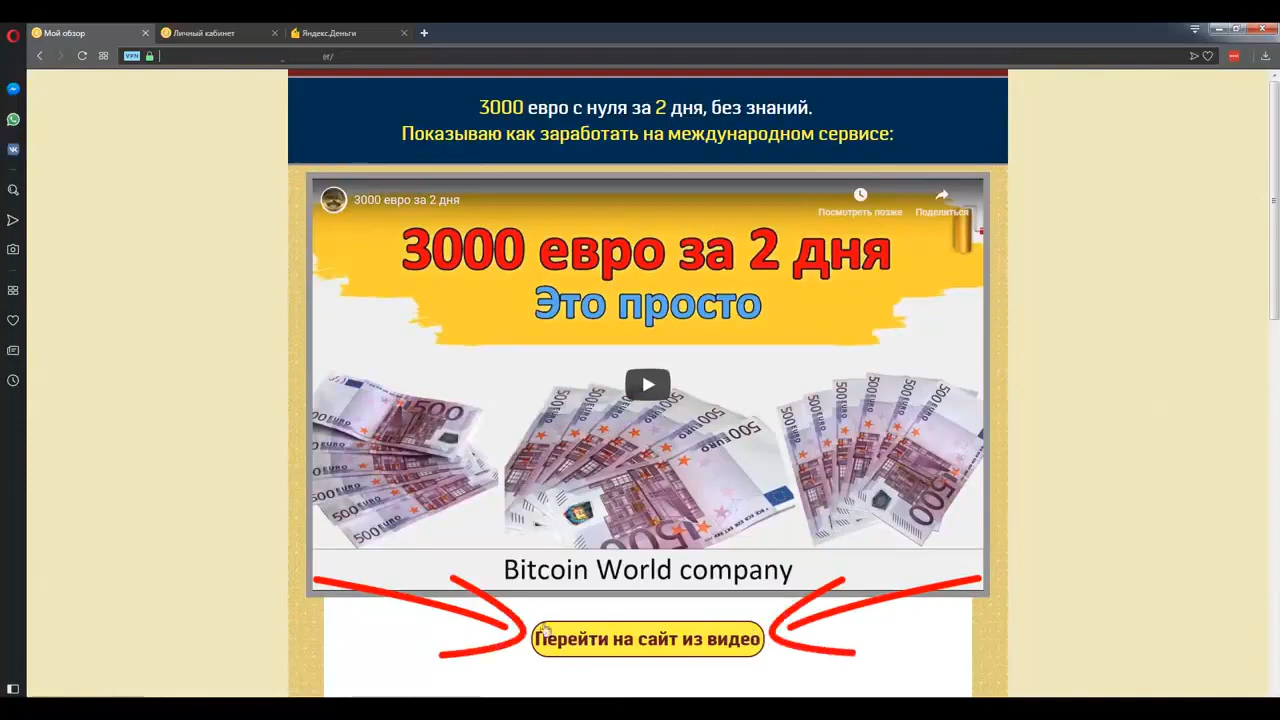 Мой обзор
Личный кабинет
Яндекс.Деньги
VPN
3000 евро с нуля за 2 дня, без знаний.
Показываю как заработать на международном сервисе:
3000 евро за 2 дня
Посмотреть позже
Поделиться
3000 евро за 2 дня
Это просто
Bitcoin World company
Перейти на сайт из видео